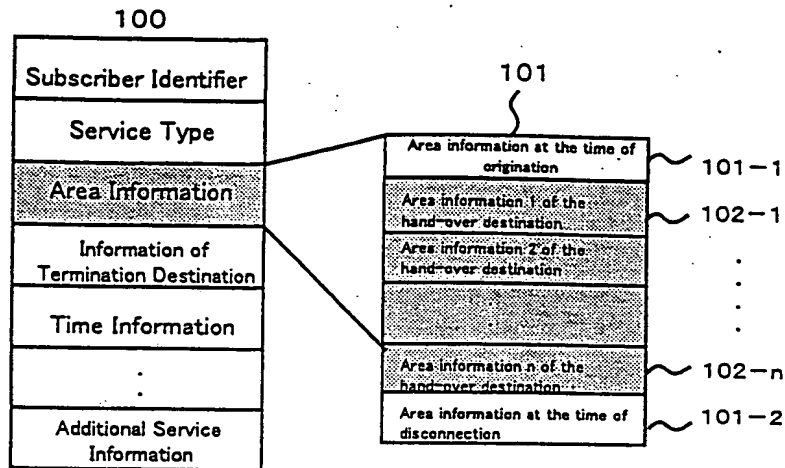 100
Subscriber Identifier
Service Type
Area Information
Information of
Termination Destination
Time Information
Additional Service
Information
101
Area information at the time of
origination
101-1
Area information 1 of the
hand-over destination
102-1
Area information 2 of the
hand-over destination
Area information n of the
hand-over destination
102-n
Area information at the time of
disconnection
101-2